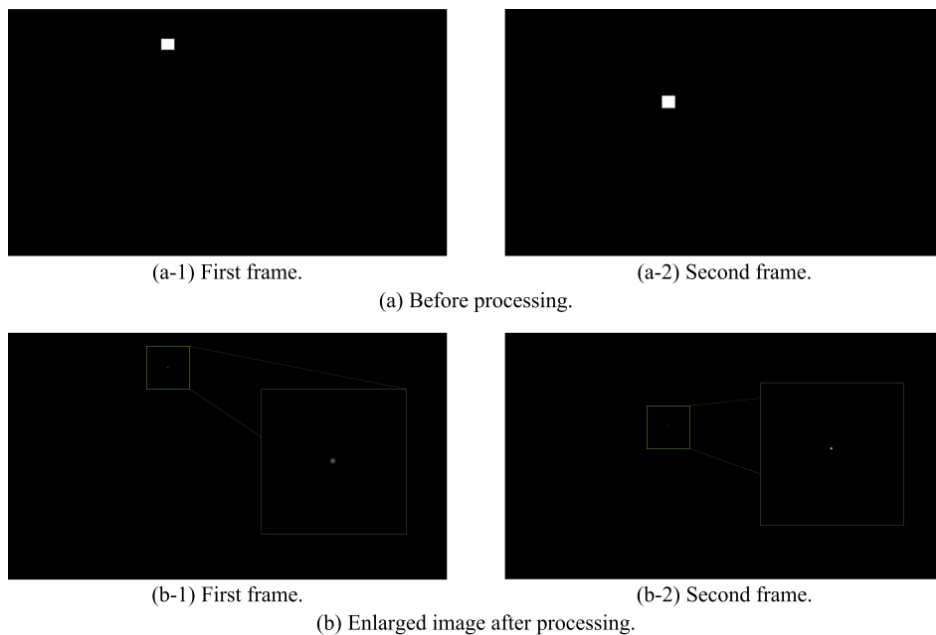 (a-1) First frame.
(a-2) Second frame.
(a) Before processing.
(b-1) First frame.
(b-2) Second frame.
(b) Enlarged image after processing.